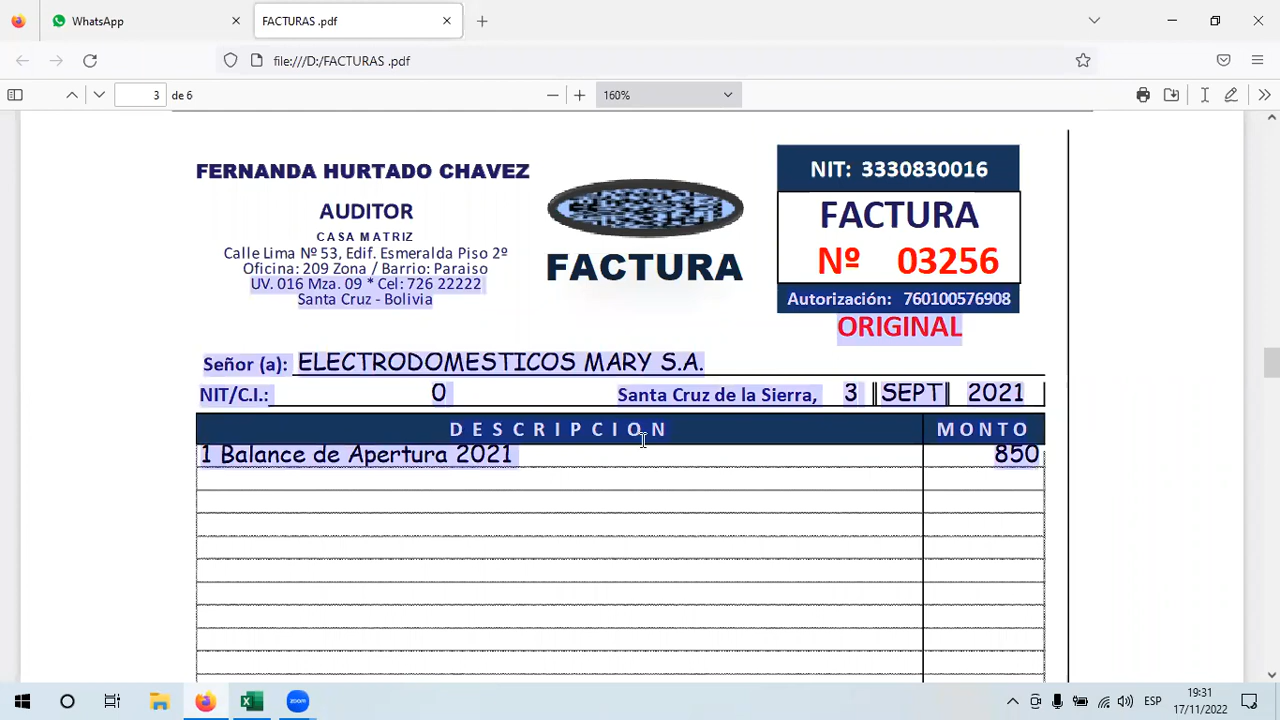 WhatsApp
FACTURAS .pdf
file:///D:/FACTURAS .pdf
3 de 6
160%
FERNANDA HURTADO CHAVEZ
AUDITOR
CASA MATRIZ
Calle Lima Nº 53, Edif. Esmeralda Piso 2º
Oficina: 209 Zona / Barrio: Paraiso
UV. 016 Mza. 09 * Cel: 726 22222
Santa Cruz - Bolivia
FACTURA
NIT: 3330830016
FACTURA
Nº 03256
Autorización: 760100576908
ORIGINAL
Señor (a): ELECTRODOMESTICOS MARY S.A.
NIT/C.I.: 0 Santa Cruz de la Sierra, 3 SEPT 2021
DESCRIPCION MONTO
1 Balance de Apertura 2021 850
ESP
19:31
17/11/2022